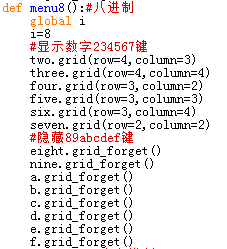 def menu8():#八进制
    global i
    i=8
    #显示数字234567键
    two.grid(row=4,column=3)
    three.grid(row=4,column=4)
    four.grid(row=3,column=2)
    five.grid(row=3,column=3)
    six.grid(row=3,column=4)
    seven.grid(row=2,column=2)
    #隐藏89abcdef键
    eight.grid_forget()
    nine.grid_forget()
    a.grid_forget()
    b.grid_forget()
    c.grid_forget()
    d.grid_forget()
    e.grid_forget()
    f.grid_forget()